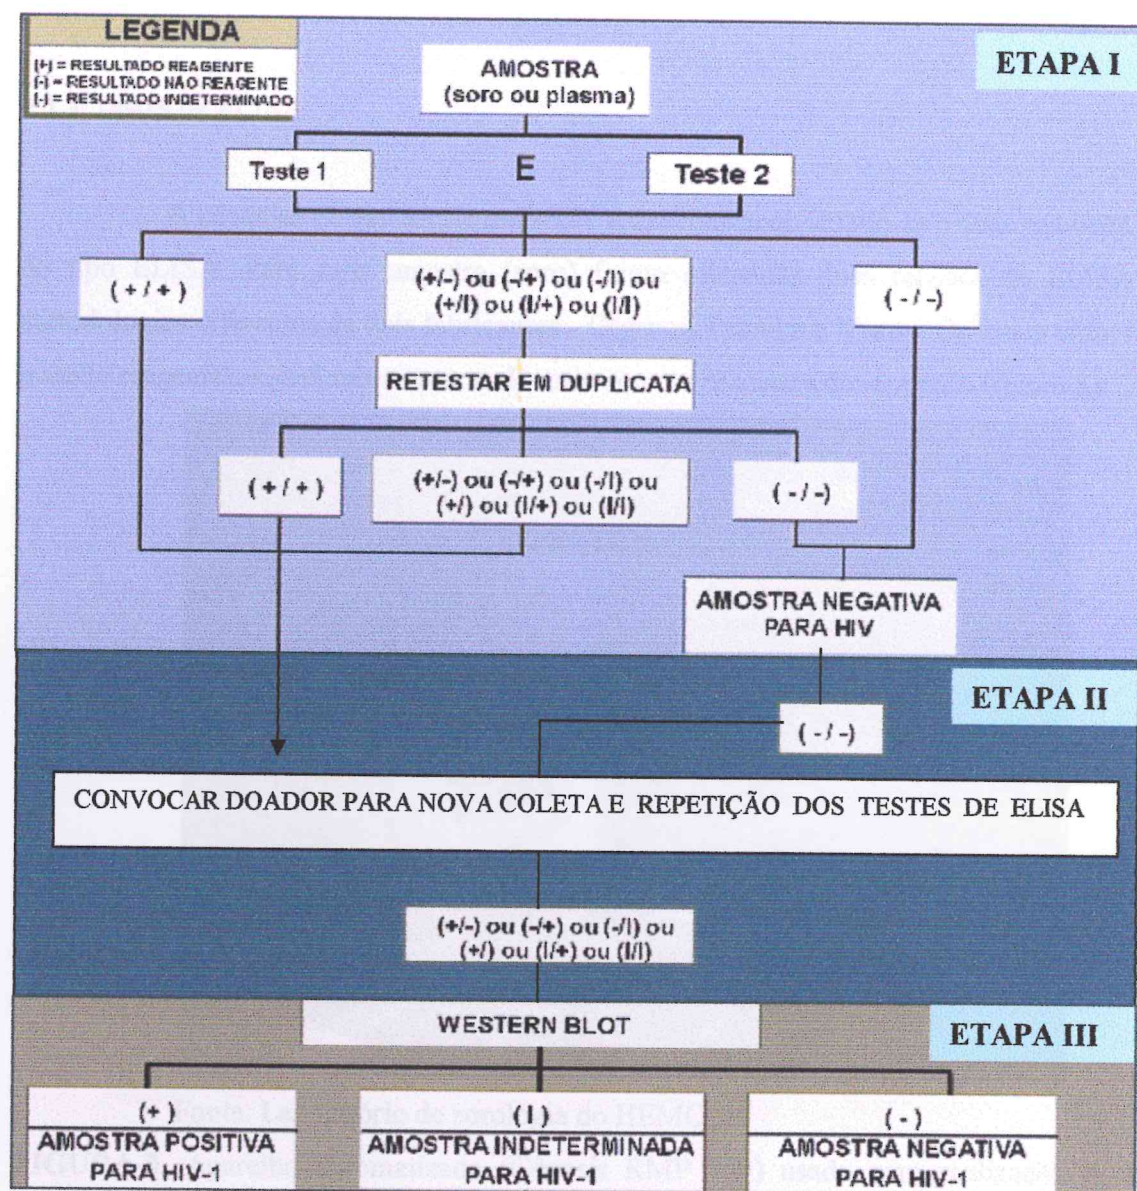 LEGENDA
(+) = RESULTADO REAGENTE
(-) = RESULTADO NÃO REAGENTE
(-) = RESULTADO INDETERMINADO
ETAPA I
AMOSTRA
(soro ou plasma)
Teste 1
E
Teste 2
(+/+)
(+/-) ou (-/+) ou (-/I) ou
(+/I) ou (I/+) ou (I/I)
(-/-)
RETESTAR EM DUPLICATA
(+/+)
(+/-) ou (-/+) ou (-/I) ou
(+/) ou (I/+) ou (I/I)
(-/-)
AMOSTRA NEGATIVA
PARA HIV
ETAPA II
(-/-)
CONVOCAR DOADOR PARA NOVA COLETA E REPETIÇÃO DOS TESTES DE ELISA
(+/-) ou (-/+) ou (-/I) ou
(+/) ou (I/+) ou (I/I)
ETAPA III
WESTERN BLOT
(+)
AMOSTRA POSITIVA
PARA HIV-1
(I)
AMOSTRA INDETERMINADA
PARA HIV-1
(-)
AMOSTRA NEGATIVA
PARA HIV-1